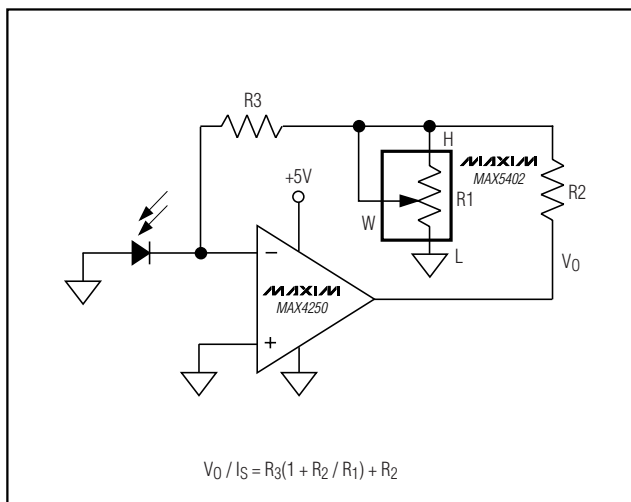 R3
H
MAXIM
MAX5402
+5V
R1
R2
W
L
V₀
−
MAXIM
MAX4250
+
V₀ / Iₛ = R₃(1 + R₂ / R₁) + R₂